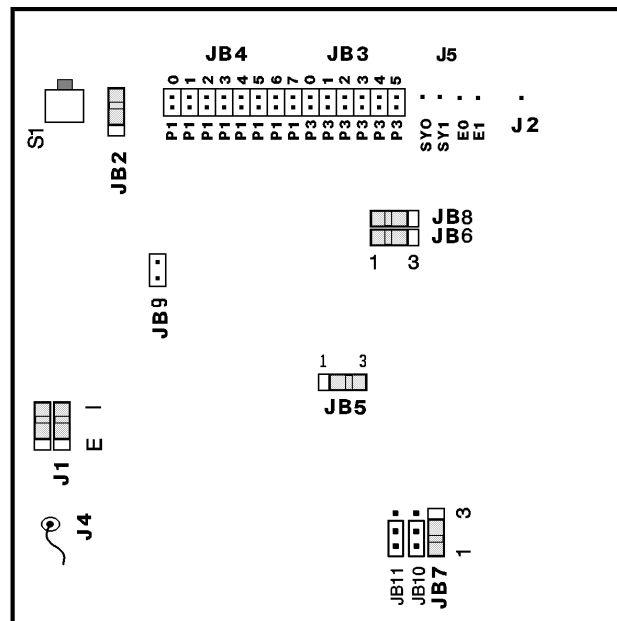 JB4 JB3 J5
0 1 2 3 4 5 6 7 0 1 2 3 4 5
P1 P1 P1 P1 P1 P1 P1 P1 P3 P3 P3 P3 P3 P3
SY0 SY1 E0 E1
J2
S1
JB2
JB8
JB6
1 3
JB9
1 3
JB5
E I
J1
J4
3
1
JB11 JB10 JB7